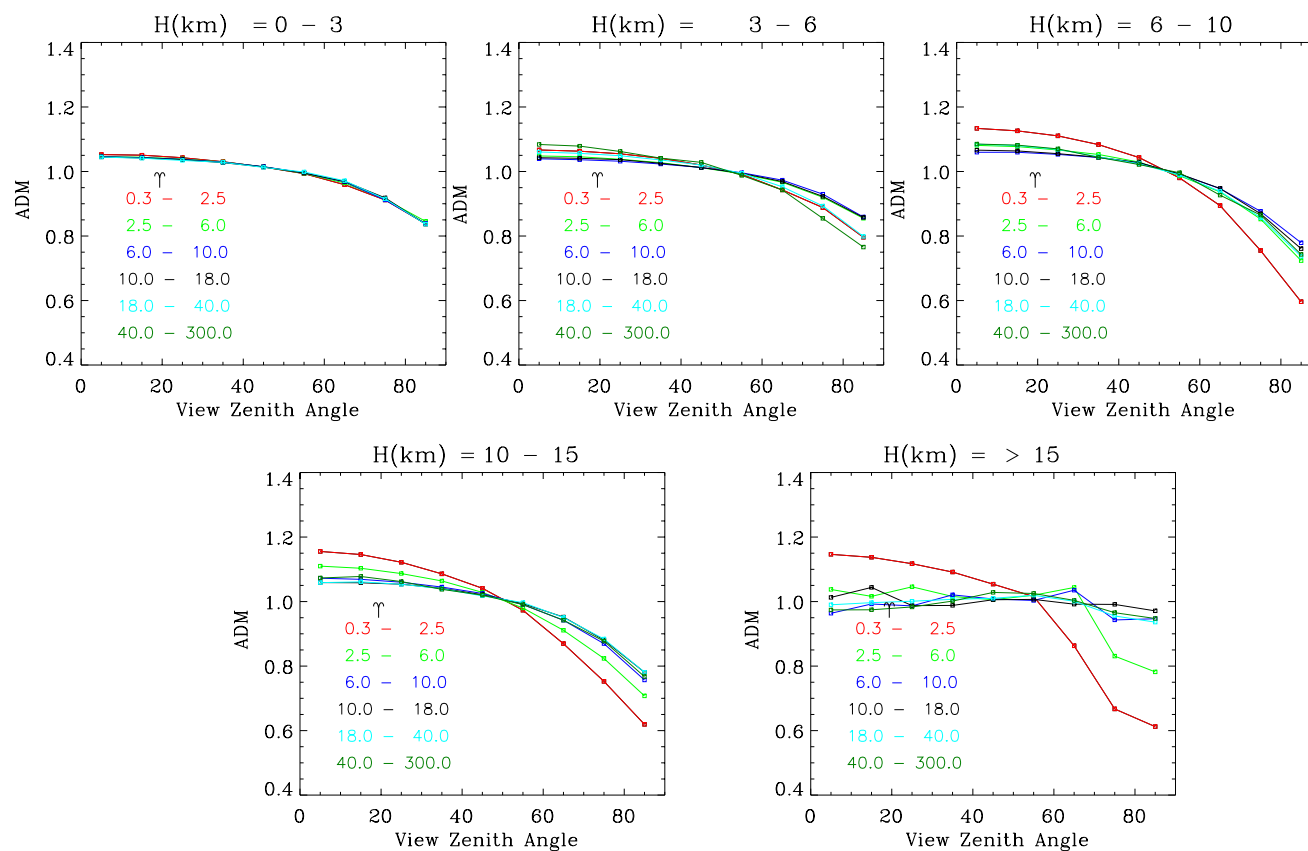 H(km) = 0 – 3
1.4
1.2
1.0
0.8
0.6
0.4
ADM
ϒ
0.3 – 2.5
2.5 – 6.0
6.0 – 10.0
10.0 – 18.0
18.0 – 40.0
40.0 – 300.0
0 20 40 60 80
View Zenith Angle
H(km) = 3 – 6
1.4
1.2
1.0
0.8
0.6
0.4
ADM
ϒ
0.3 – 2.5
2.5 – 6.0
6.0 – 10.0
10.0 – 18.0
18.0 – 40.0
40.0 – 300.0
0 20 40 60 80
View Zenith Angle
H(km) = 6 – 10
1.4
1.2
1.0
0.8
0.6
0.4
ADM
ϒ
0.3 – 2.5
2.5 – 6.0
6.0 – 10.0
10.0 – 18.0
18.0 – 40.0
40.0 – 300.0
0 20 40 60 80
View Zenith Angle
H(km) = 10 – 15
1.4
1.2
1.0
0.8
0.6
0.4
ADM
ϒ
0.3 – 2.5
2.5 – 6.0
6.0 – 10.0
10.0 – 18.0
18.0 – 40.0
40.0 – 300.0
0 20 40 60 80
View Zenith Angle
H(km) = > 15
1.4
1.2
1.0
0.8
0.6
0.4
ADM
ϒ
0.3 – 2.5
2.5 – 6.0
6.0 – 10.0
10.0 – 18.0
18.0 – 40.0
40.0 – 300.0
0 20 40 60 80
View Zenith Angle